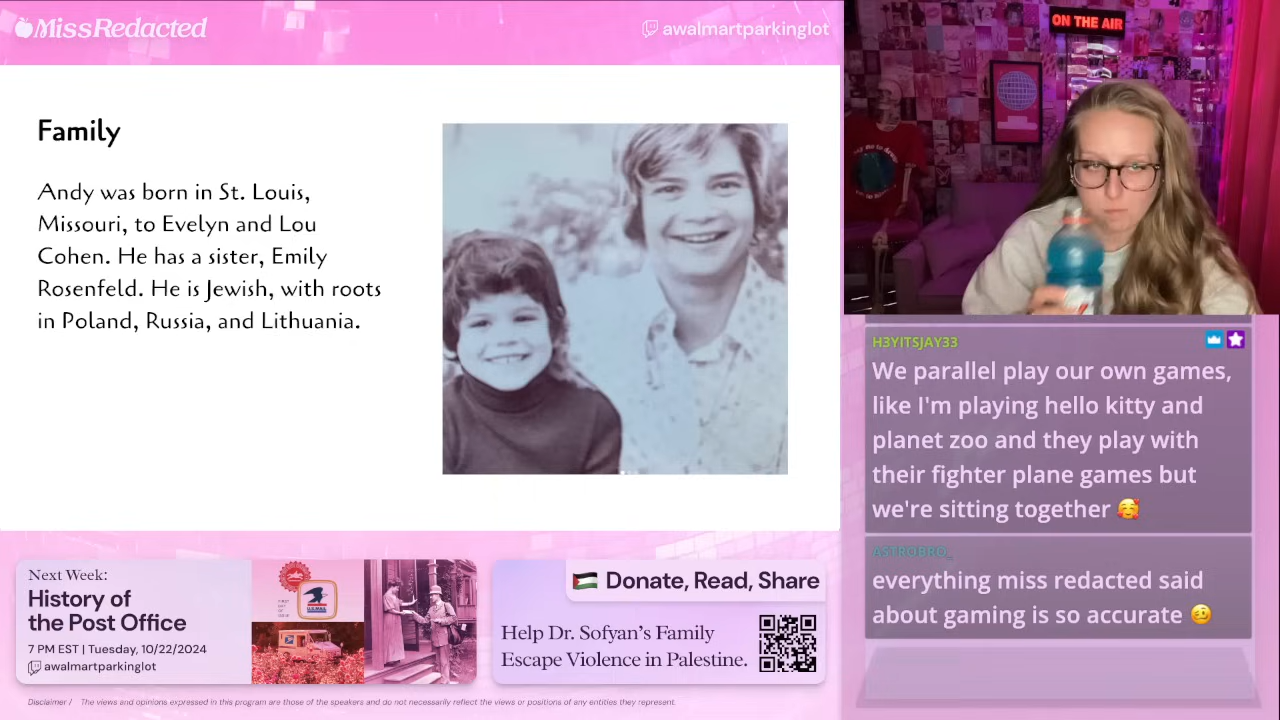 MissRedacted
awalmartparkinglot
ON THE AIR
Family
Andy was born in St. Louis,
Missouri, to Evelyn and Lou
Cohen. He has a sister, Emily
Rosenfeld. He is Jewish, with roots
in Poland, Russia, and Lithuania.
H3YITSJAY33
We parallel play our own games,
like I'm playing hello kitty and
planet zoo and they play with
their fighter plane games but
we're sitting together 🥰
ASTROBRO_
everything miss redacted said
about gaming is so accurate 🥴
Next Week:
History of
the Post Office
7 PM EST | Tuesday, 10/22/2024
awalmartparkinglot
U.S. MAIL
🇵🇸 Donate, Read, Share
Help Dr. Sofyan's Family
Escape Violence in Palestine.
Disclaimer / The views and opinions expressed in this program are those of the speakers and do not necessarily reflect the views or positions of any entities they represent.